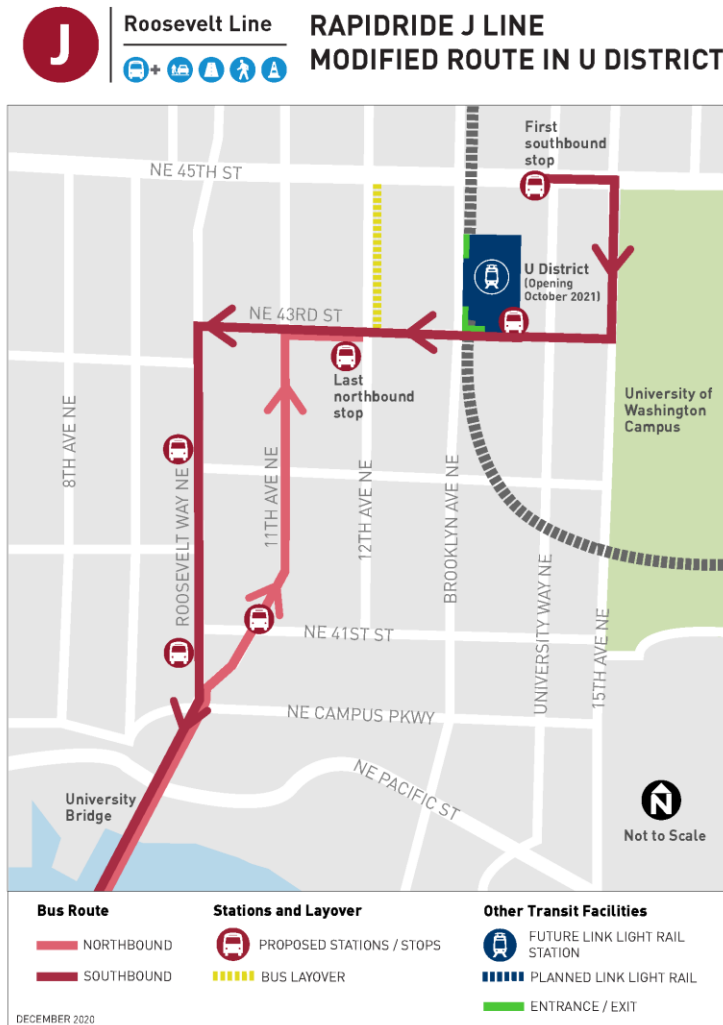 J
Roosevelt Line
RAPIDRIDE J LINE
MODIFIED ROUTE IN U DISTRICT
First
southbound
stop
NE 45TH ST
U District
(Opening
October 2021)
NE 43RD ST
Last
northbound
stop
University of
Washington
Campus
8TH AVE NE
ROOSEVELT WAY NE
11TH AVE NE
12TH AVE NE
BROOKLYN AVE NE
UNIVERSITY WAY NE
15TH AVE NE
NE 41ST ST
NE CAMPUS PKWY
NE PACIFIC ST
University
Bridge
N
Not to Scale
Bus Route
NORTHBOUND
SOUTHBOUND
Stations and Layover
PROPOSED STATIONS / STOPS
BUS LAYOVER
Other Transit Facilities
FUTURE LINK LIGHT RAIL
STATION
PLANNED LINK LIGHT RAIL
ENTRANCE / EXIT
DECEMBER 2020